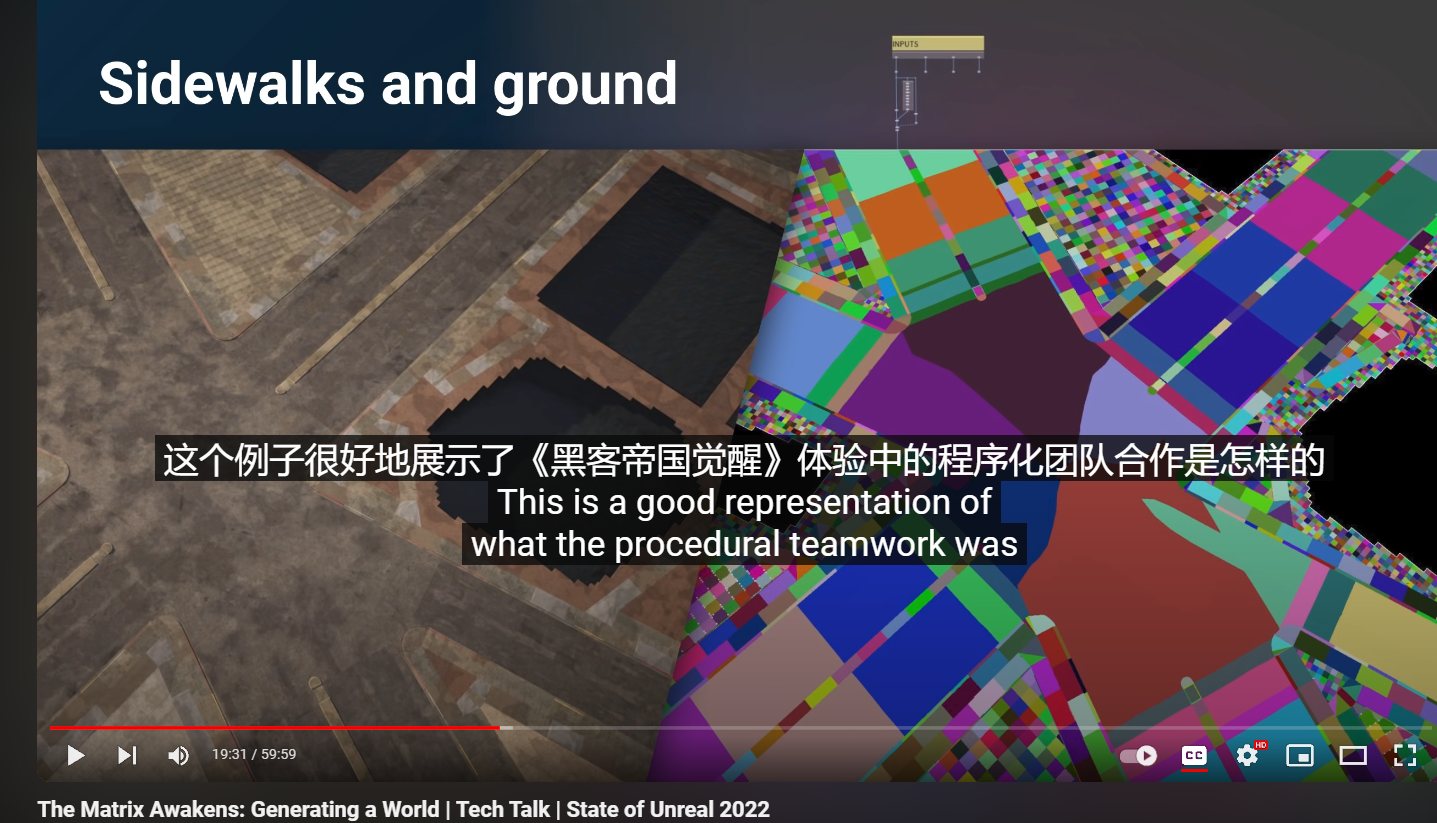 Sidewalks and ground
INPUTS
这个例子很好地展示了《黑客帝国觉醒》体验中的程序化团队合作是怎样的
This is a good representation of
what the procedural teamwork was
19:31 / 59:59
CC
HD
The Matrix Awakens: Generating a World | Tech Talk | State of Unreal 2022